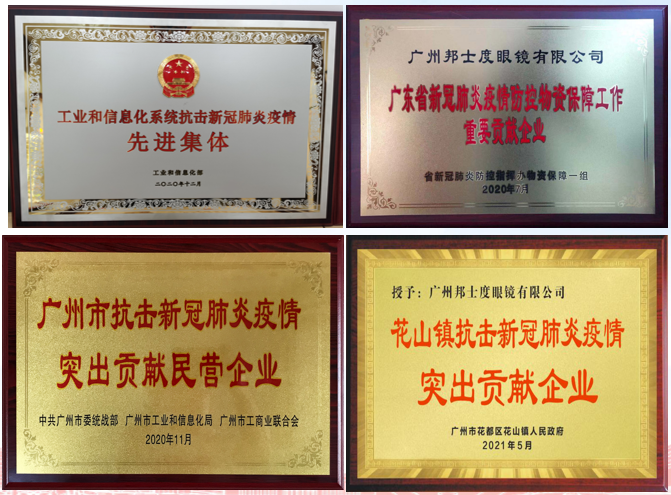 工业和信息化系统抗击新冠肺炎疫情
先进集体
工业和信息化部
二〇二〇年十二月
广州邦士度眼镜有限公司
广东省新冠肺炎疫情防控物资保障工作
重要贡献企业
省新冠肺炎防控指挥办物资保障一组
2020年7月
广州市抗击新冠肺炎疫情
突出贡献民营企业
中共广州市委统战部 广州市工业和信息化局 广州市工商业联合会
2020年11月
授予：广州邦士度眼镜有限公司
花山镇抗击新冠肺炎疫情
突出贡献企业
广州市花都区花山镇人民政府
2021年5月